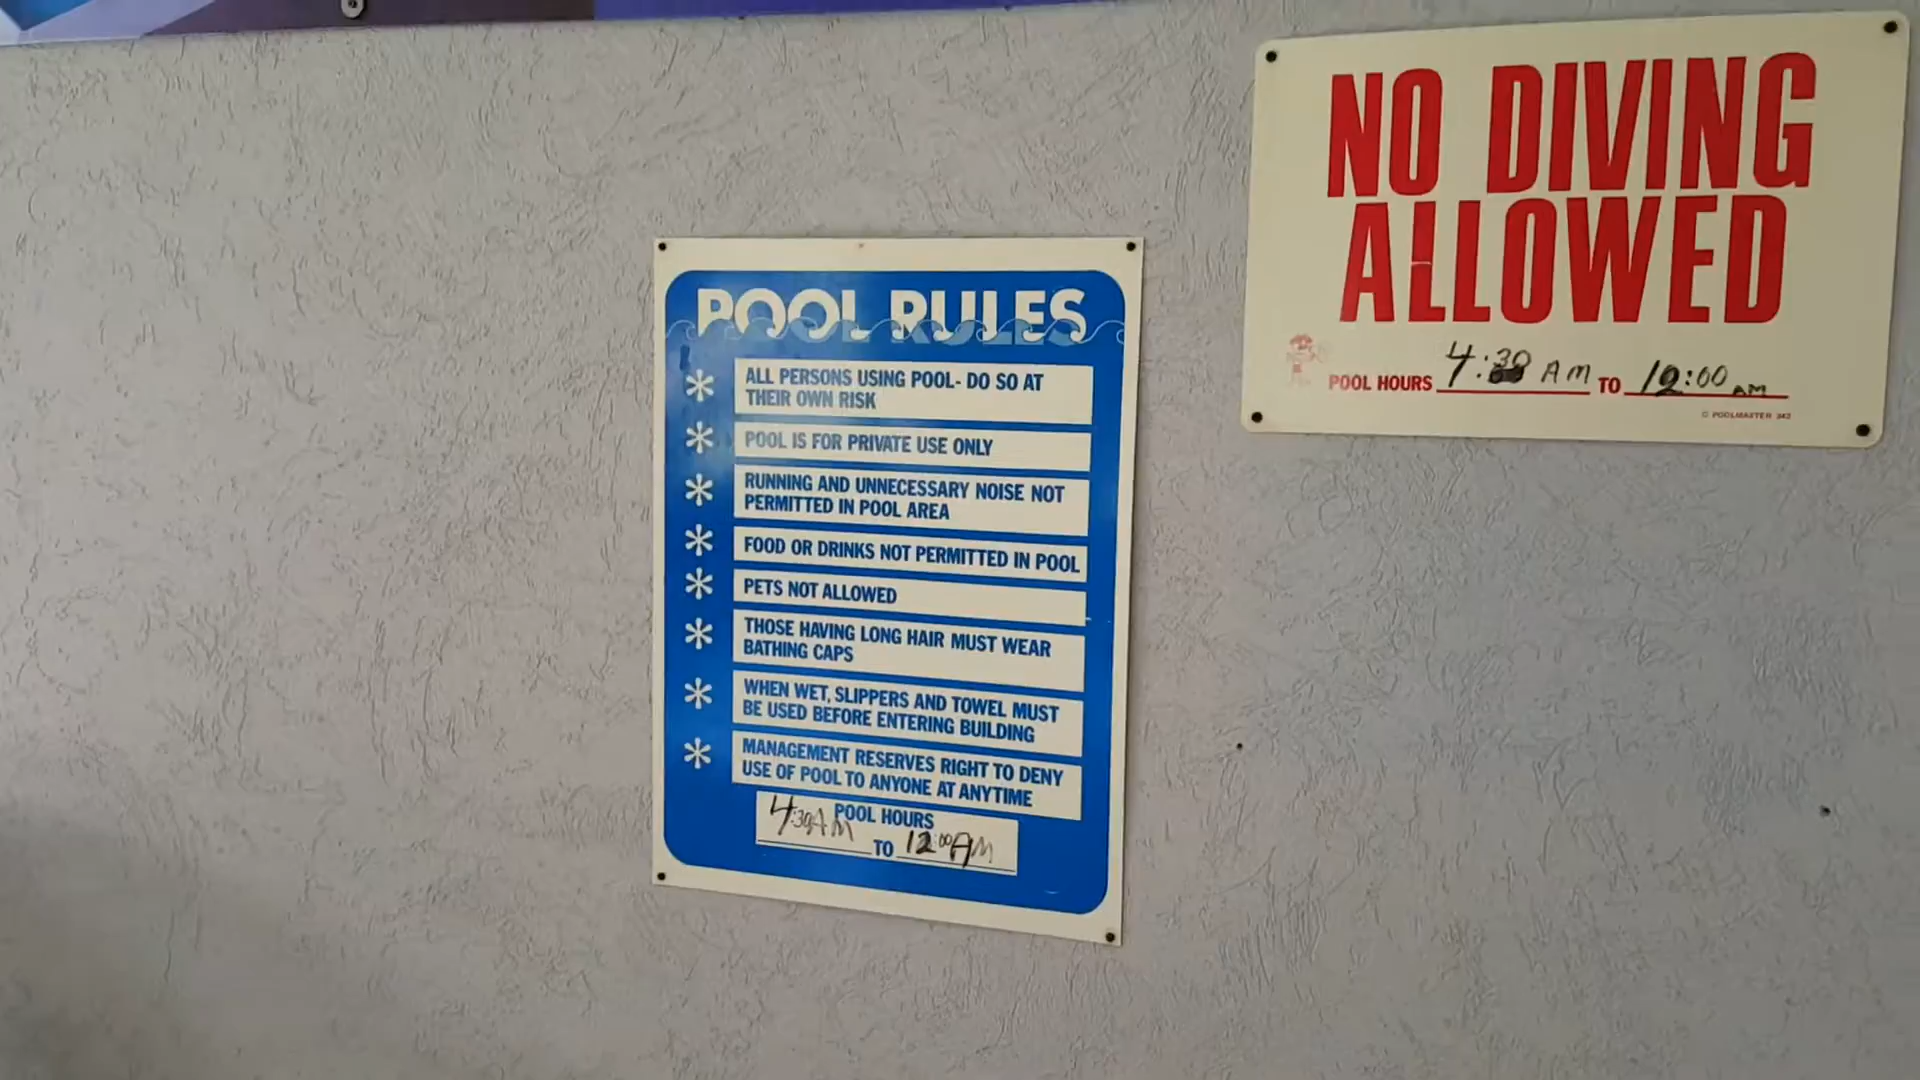 POOL RULES
* ALL PERSONS USING POOL- DO SO AT
THEIR OWN RISK
* POOL IS FOR PRIVATE USE ONLY
* RUNNING AND UNNECESSARY NOISE NOT
PERMITTED IN POOL AREA
* FOOD OR DRINKS NOT PERMITTED IN POOL
* PETS NOT ALLOWED
* THOSE HAVING LONG HAIR MUST WEAR
BATHING CAPS
* WHEN WET, SLIPPERS AND TOWEL MUST
BE USED BEFORE ENTERING BUILDING
* MANAGEMENT RESERVES RIGHT TO DENY
USE OF POOL TO ANYONE AT ANYTIME
POOL HOURS
4:30AM TO 12:00AM
NO DIVING
ALLOWED
POOL HOURS 4:30 AM TO 12:00 AM
© POOLMASTER 342